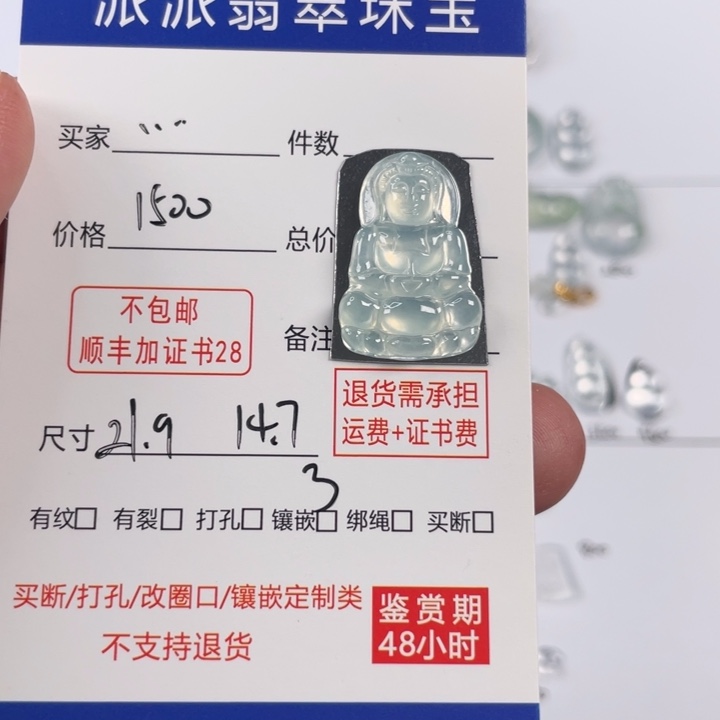 派派翡翠珠宝
买家 件数
价格 1500 总价
不包邮
顺丰加证书28
备注
退货需承担
运费+证书费
尺寸 21.9 14.7
3
有纹□ 有裂□ 打孔□ 镶嵌□ 绑绳□ 买断□
买断/打孔/改圈口/镶嵌定制类
不支持退货
鉴赏期
48小时